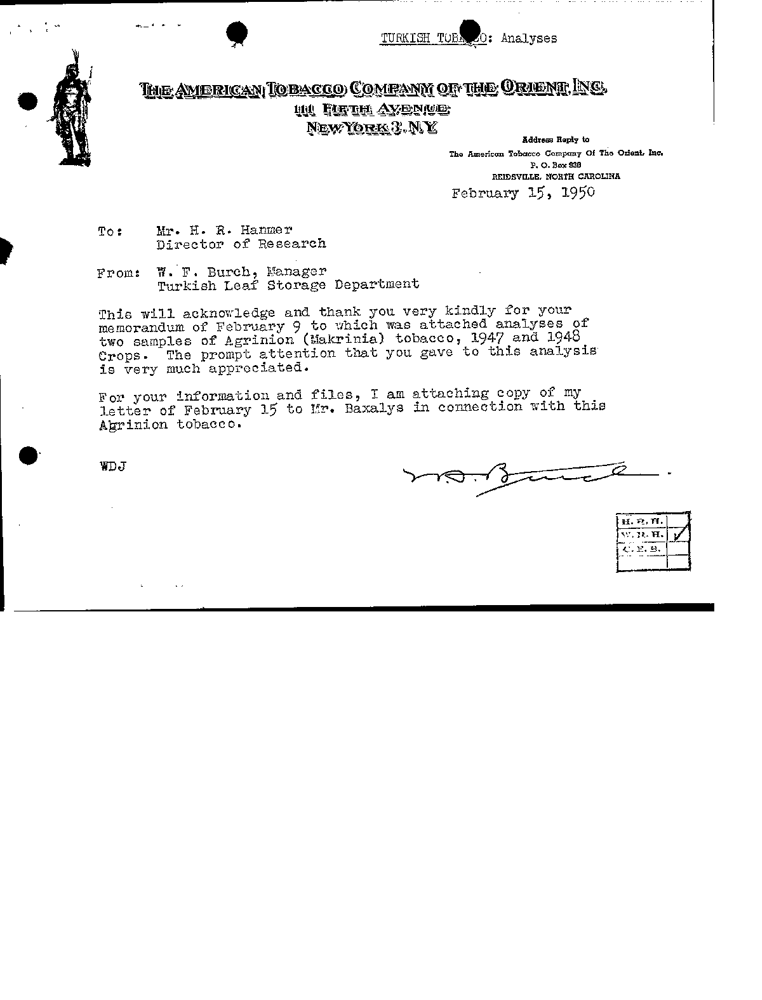 TURKISH TOBACCO: Analyses
THE AMERICAN TOBACCO COMPANY OF THE ORIENT, INC.
111 FIFTH AVENUE
NEW YORK 3, N.Y.
Address Reply to
The American Tobacco Company Of The Orient, Inc.
P. O. Box 838
REIDSVILLE, NORTH CAROLINA
February 15, 1950
To: Mr. H. R. Hanmer
Director of Research
From: W. F. Burch, Manager
Turkish Leaf Storage Department
This will acknowledge and thank you very kindly for your
memorandum of February 9 to which was attached analyses of
two samples of Agrinion (Makrinia) tobacco, 1947 and 1948
Crops. The prompt attention that you gave to this analysis
is very much appreciated.
For your information and files, I am attaching copy of my
letter of February 15 to Mr. Baxalys in connection with this
Agrinion tobacco.
WDJ
Burch
H. R. H.
W. R. H.
C. E. B.